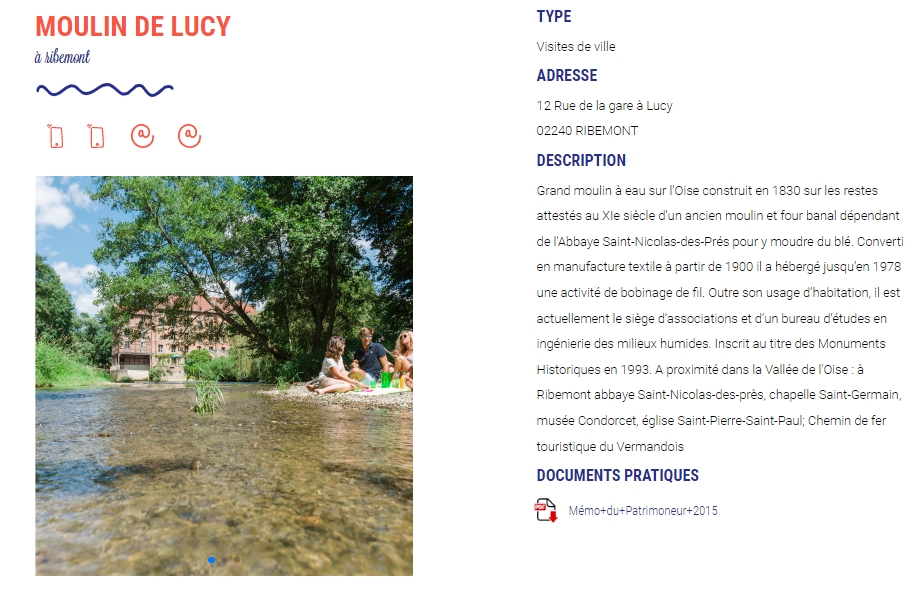 MOULIN DE LUCY
à ribemont
TYPE
Visites de ville
ADRESSE
12 Rue de la gare à Lucy
02240 RIBEMONT
DESCRIPTION
Grand moulin à eau sur l'Oise construit en 1830 sur les restes
attestés au XIe siècle d'un ancien moulin et four banal dépendant
de l'Abbaye Saint-Nicolas-des-Prés pour y moudre du blé. Converti
en manufacture textile à partir de 1900 il a hébergé jusqu'en 1978
une activité de bobinage de fil. Outre son usage d'habitation, il est
actuellement le siège d'associations et d'un bureau d'études en
ingénierie des milieux humides. Inscrit au titre des Monuments
Historiques en 1993. A proximité dans la Vallée de l'Oise : à
Ribemont abbaye Saint-Nicolas-des-près, chapelle Saint-Germain,
musée Condorcet, église Saint-Pierre-Saint-Paul; Chemin de fer
touristique du Vermandois
DOCUMENTS PRATIQUES
PDF
Mémo+du+Patrimoneur+2015